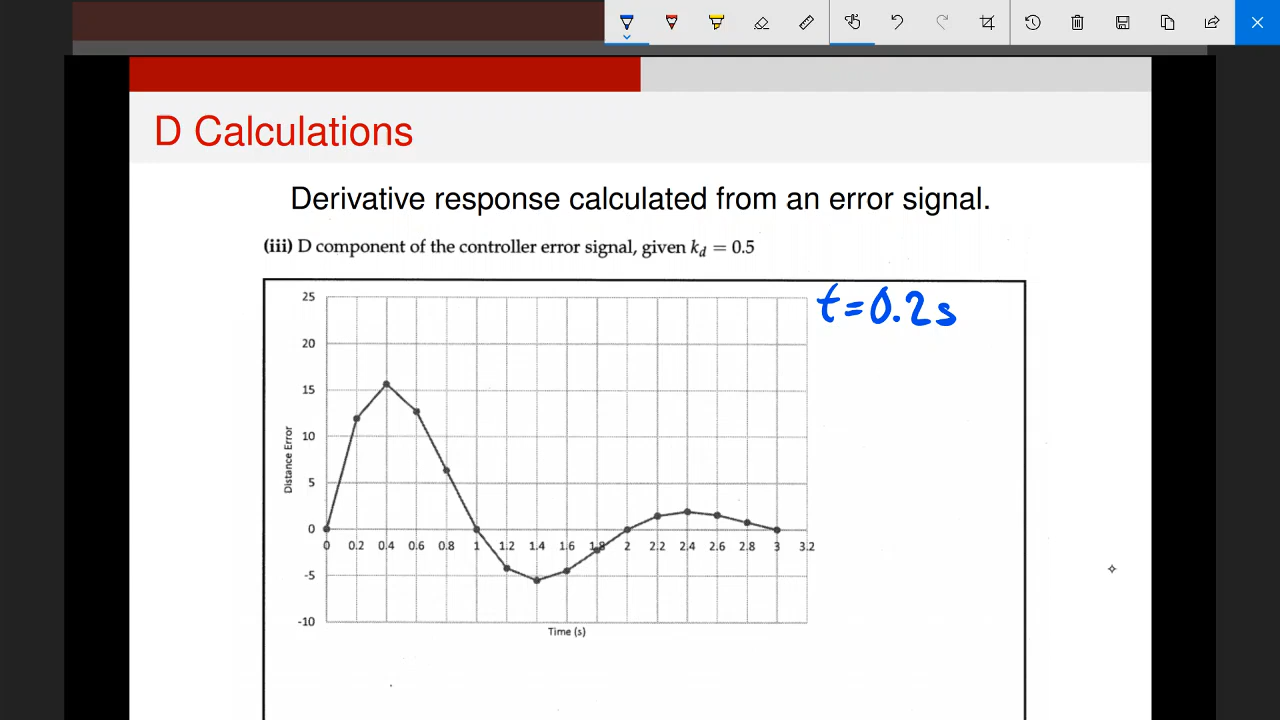 D Calculations
Derivative response calculated from an error signal.
(iii) D component of the controller error signal, given k_d = 0.5
t=0.2s
25
20
15
10
5
0
-5
-10
Distance Error
0 0.2 0.4 0.6 0.8 1 1.2 1.4 1.6 1.8 2 2.2 2.4 2.6 2.8 3 3.2
Time (s)